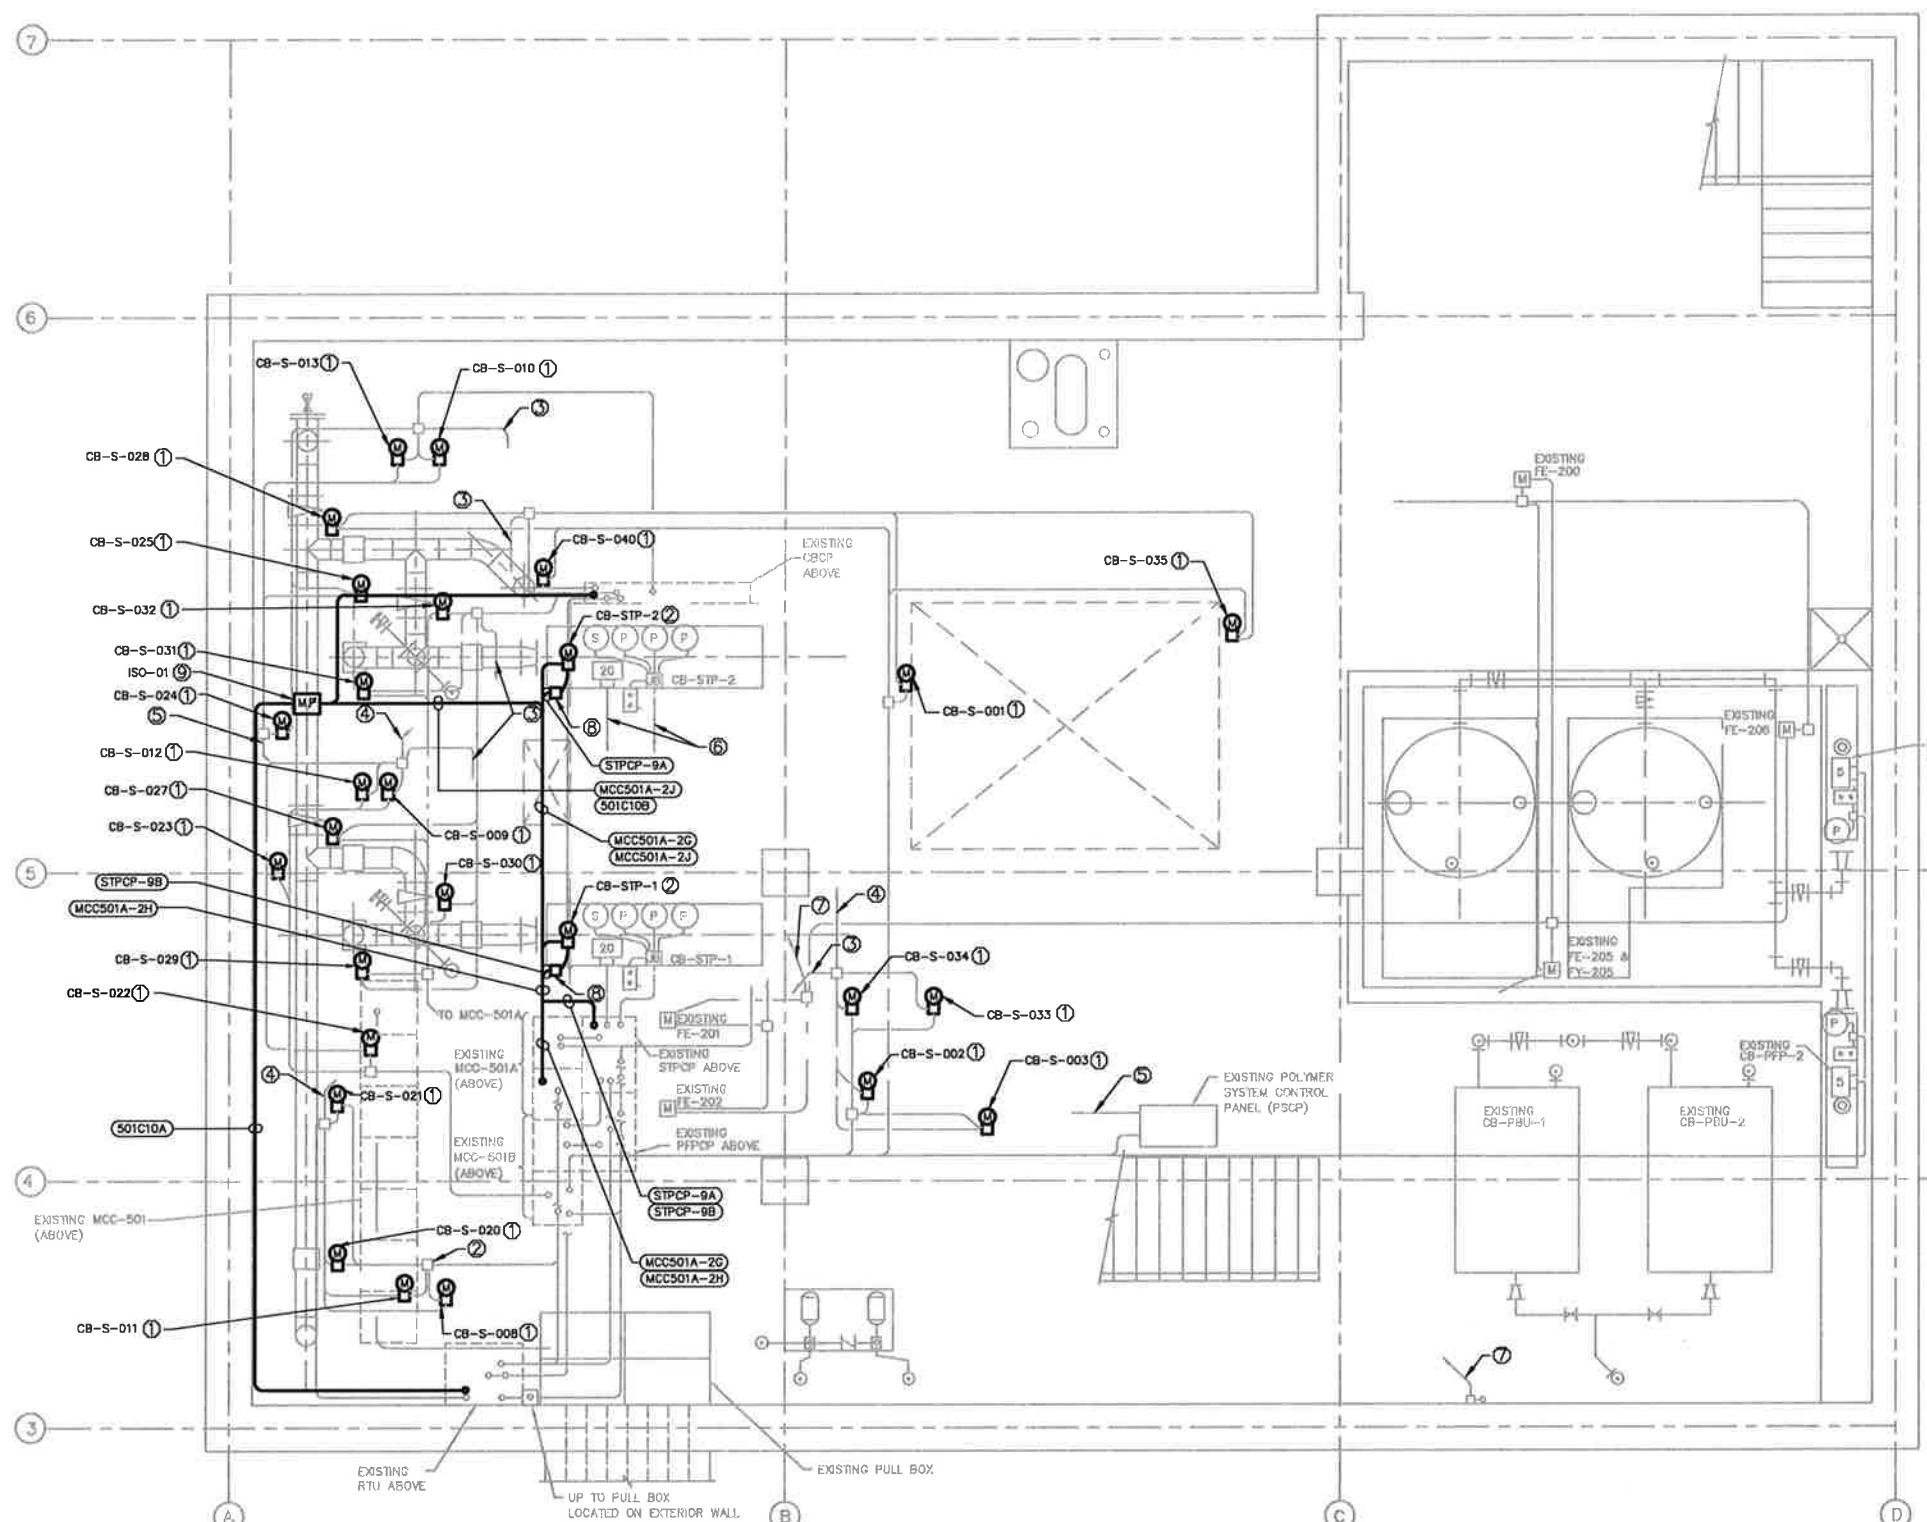 7
6
CB-S-013 1
CB-S-010 1
3
CB-S-028 1
3
EXISTING
FE-200
M
CB-S-025 1
CB-S-040 1
EXISTING
CBCP
ABOVE
CB-S-035 1
CB-S-032 1
CB-STP-2 2
S P P P
CB-S-031 1
20
CB-STP-2
ISO-01 9
CB-S-024 1
4
3
8
6
CB-S-001 1
EXISTING
FE-206
M
5
CB-S-012 1
STPCP-9A
5
CB-S-027 1
MCC501A-2J
501C10B
CB-S-023 1
CB-S-009 1
MCC501A-2G
MCC501A-2J
P
CB-S-030 1
5
STPCP-9B
CB-STP-1 2
4
MCC501A-2H
7
S P P P
3
20
CB-STP-1
EXISTING
FE-205 &
FY-205
M
CB-S-029 1
CB-S-034 1
CB-S-022 1
8
TO MCC-501A
M EXISTING
FE-201
CB-S-033 1
P
EXISTING
MCC-501A
(ABOVE)
EXISTING
STPCP ABOVE
CB-S-002 1
CB-S-003 1
EXISTING
CB-PFP-2
5
4
CB-S-021 1
EXISTING
FE-202
M
5
EXISTING POLYMER
SYSTEM CONTROL
PANEL (PSCP)
EXISTING
CB-PBU-1
EXISTING
CB-PBU-2
501C10A
EXISTING
MCC-501B
(ABOVE)
EXISTING
PFPCP ABOVE
4
STPCP-9A
STPCP-9B
EXISTING MCC-501
(ABOVE)
CB-S-020 1
2
MCC501A-2G
MCC501A-2H
CB-S-011 1
CB-S-008 1
7
3
EXISTING
RTU ABOVE
EXISTING PULL BOX
UP TO PULL BOX
LOCATED ON EXTERIOR WALL
A
B
C
D